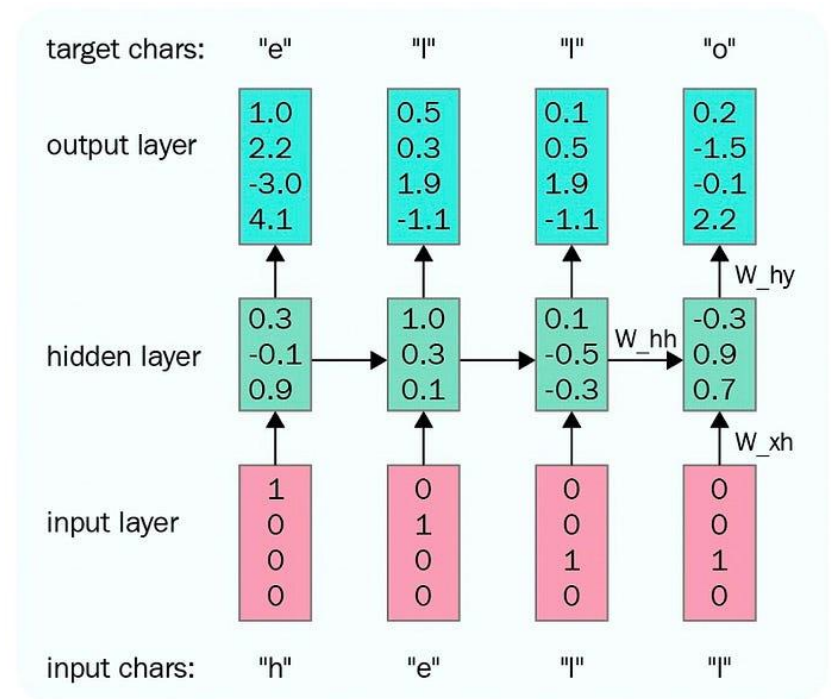 target chars: "e" "l" "l" "o"
output layer
1.0 0.5 0.1 0.2
2.2 0.3 0.5 -1.5
-3.0 1.9 1.9 -0.1
4.1 -1.1 -1.1 2.2
W_hy
hidden layer
0.3 1.0 0.1 -0.3
-0.1 0.3 -0.5 0.9
0.9 0.1 -0.3 0.7
W_hh
W_xh
input layer
1 0 0 0
0 1 0 0
0 0 1 1
0 0 0 0
input chars: "h" "e" "l" "l"